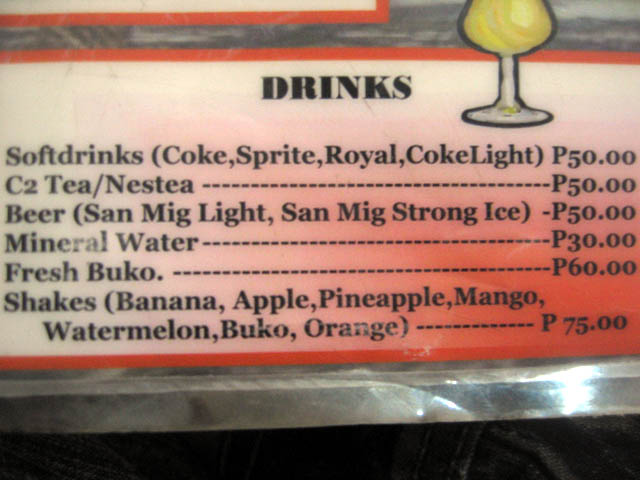 DRINKS
Softdrinks (Coke,Sprite,Royal,CokeLight) P50.00
C2 Tea/Nestea -----------------------------------P50.00
Beer (San Mig Light, San Mig Strong Ice) -P50.00
Mineral Water-----------------------------------P30.00
Fresh Buko. --------------------------------------P60.00
Shakes (Banana, Apple,Pineapple,Mango,
Watermelon,Buko, Orange) ------------- P 75.00